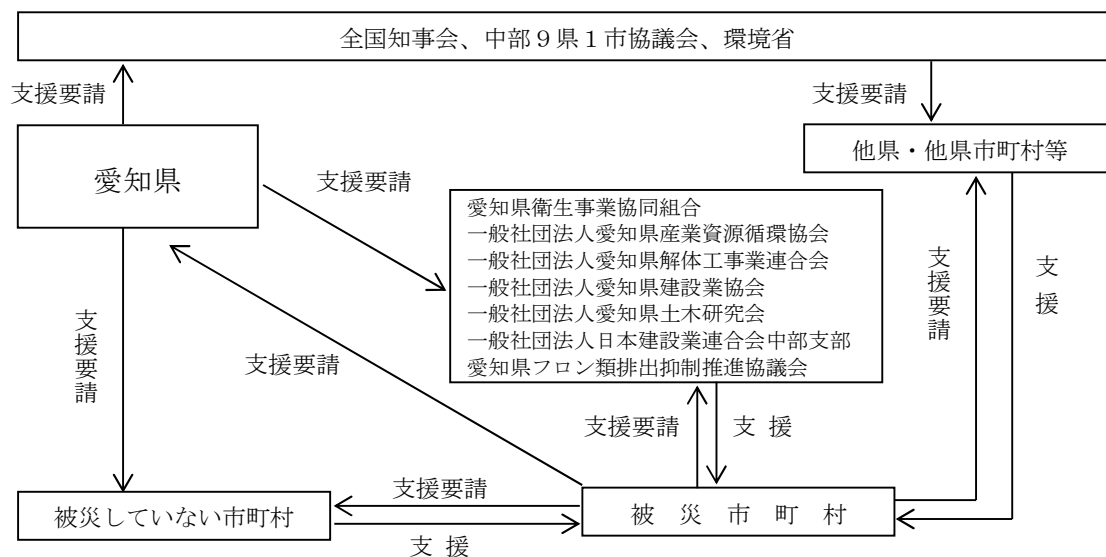 全国知事会、中部９県１市協議会、環境省
支援要請
支援要請
愛知県
他県・他県市町村等
支援要請
愛知県衛生事業協同組合
一般社団法人愛知県産業資源循環協会
一般社団法人愛知県解体工事業連合会
一般社団法人愛知県建設業協会
一般社団法人愛知県土木研究会
一般社団法人日本建設業連合会中部支部
愛知県フロン類排出抑制推進協議会
支援要請
支援
支援要請
支援要請
支援要請
支 援
支援要請
被災していない市町村
被 災 市 町 村
支 援